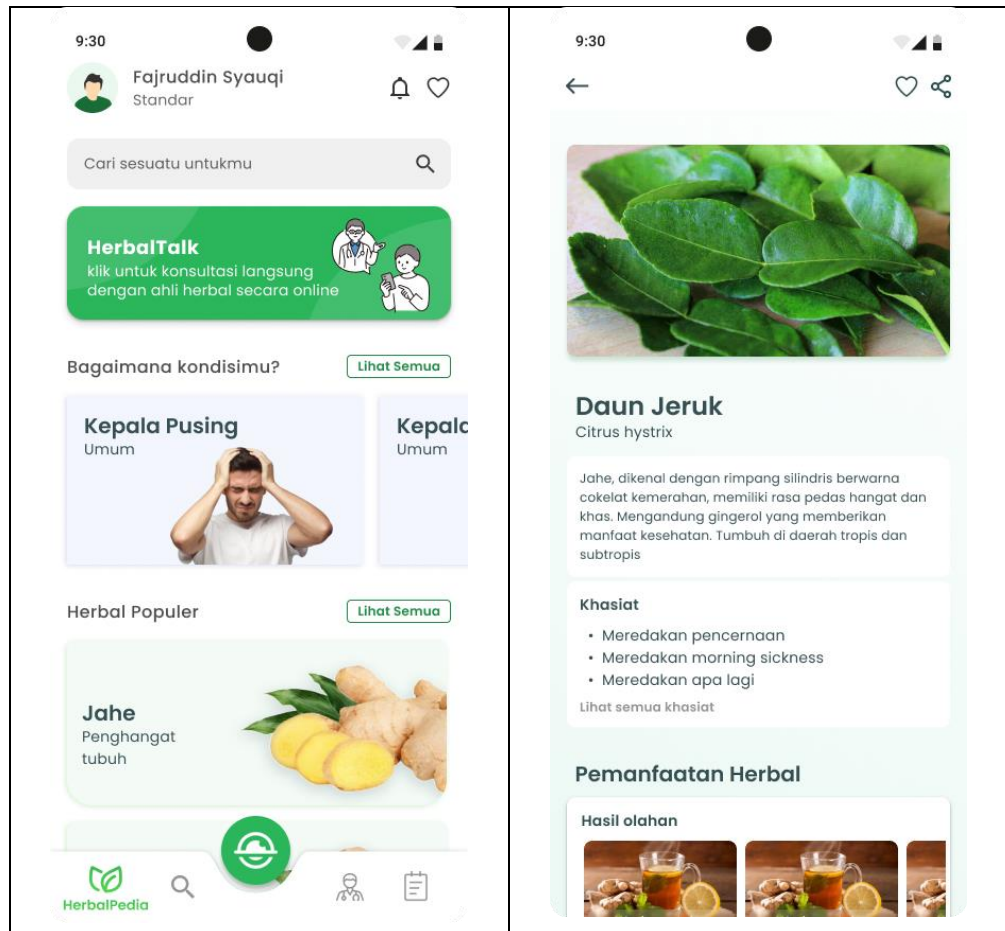 9:30
Fajruddin Syauqi
Standar
Cari sesuatu untukmu
HerbalTalk
klik untuk konsultasi langsung
dengan ahli herbal secara online
Bagaimana kondisimu?
Lihat Semua
Kepala Pusing
Umum
Kepala
Umum
Herbal Populer
Lihat Semua
Jahe
Penghangat
tubuh
HerbalPedia
9:30
Daun Jeruk
Citrus hystrix
Jahe, dikenal dengan rimpang silindris berwarna
cokelat kemerahan, memiliki rasa pedas hangat dan
khas. Mengandung gingerol yang memberikan
manfaat kesehatan. Tumbuh di daerah tropis dan
subtropis
Khasiat
• Meredakan pencernaan
• Meredakan morning sickness
• Meredakan apa lagi
Lihat semua khasiat
Pemanfaatan Herbal
Hasil olahan